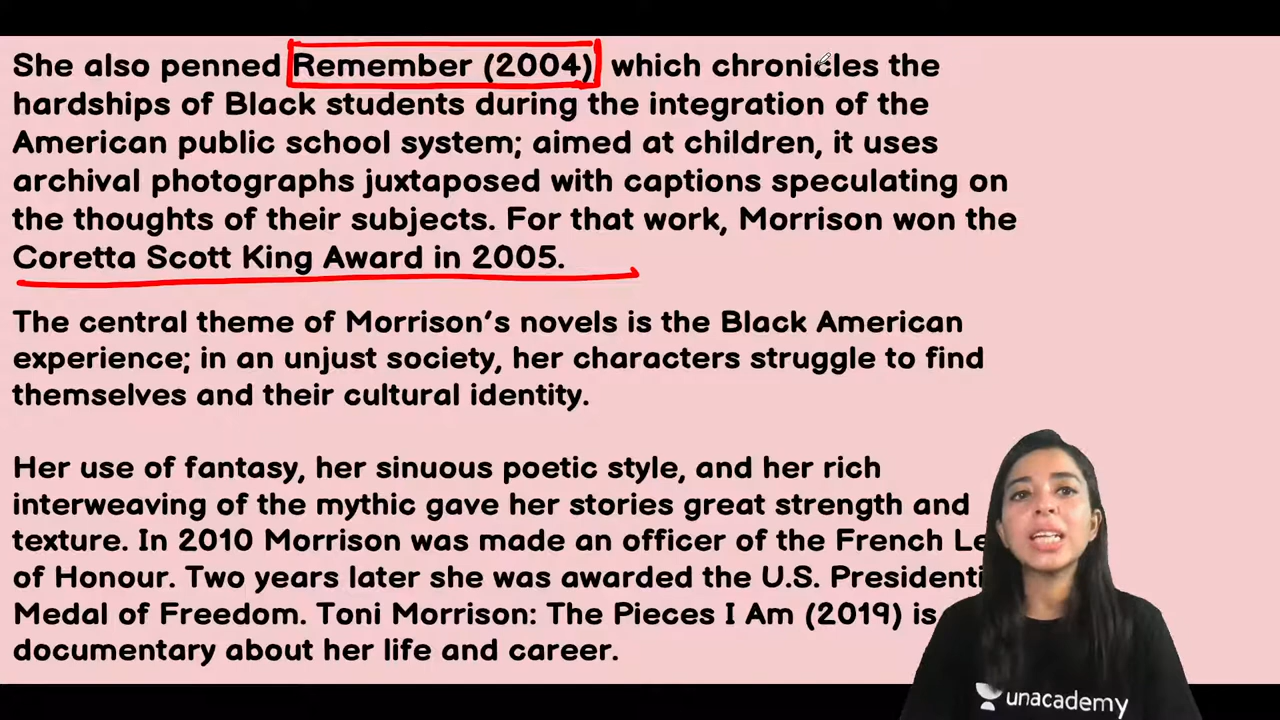 She also penned Remember (2004) which chronicles the
hardships of Black students during the integration of the
American public school system; aimed at children, it uses
archival photographs juxtaposed with captions speculating on
the thoughts of their subjects. For that work, Morrison won the
Coretta Scott King Award in 2005.
The central theme of Morrison's novels is the Black American
experience; in an unjust society, her characters struggle to find
themselves and their cultural identity.
Her use of fantasy, her sinuous poetic style, and her rich
interweaving of the mythic gave her stories great strength and
texture. In 2010 Morrison was made an officer of the French
of Honour. Two years later she was awarded the U.S.
Medal of Freedom. Toni Morrison: The Pieces I Am (2019) is
documentary about her life and career.
unacademy